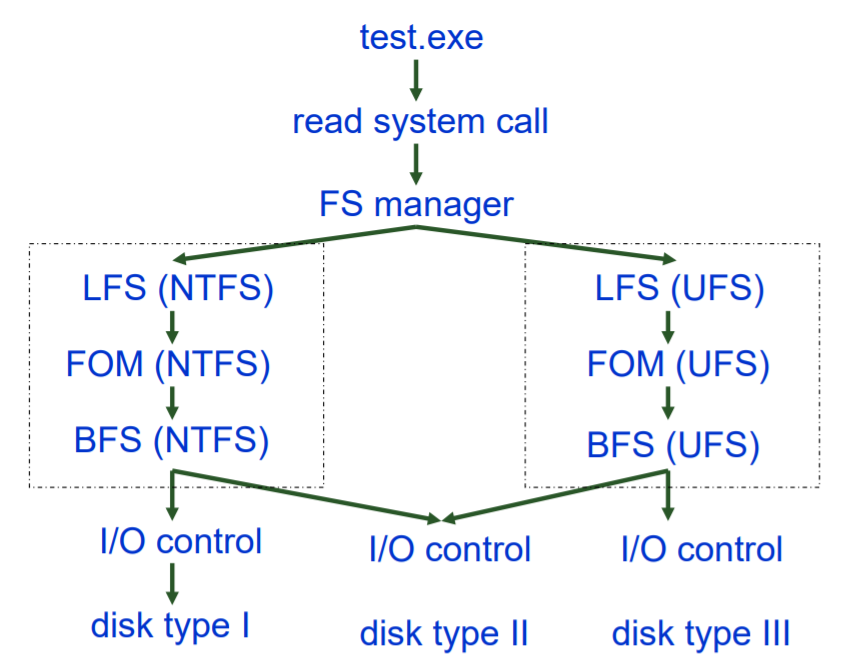 test.exe
read system call
FS manager
LFS (NTFS)
LFS (UFS)
FOM (NTFS)
FOM (UFS)
BFS (NTFS)
BFS (UFS)
I/O control
I/O control
I/O control
disk type I
disk type II
disk type III